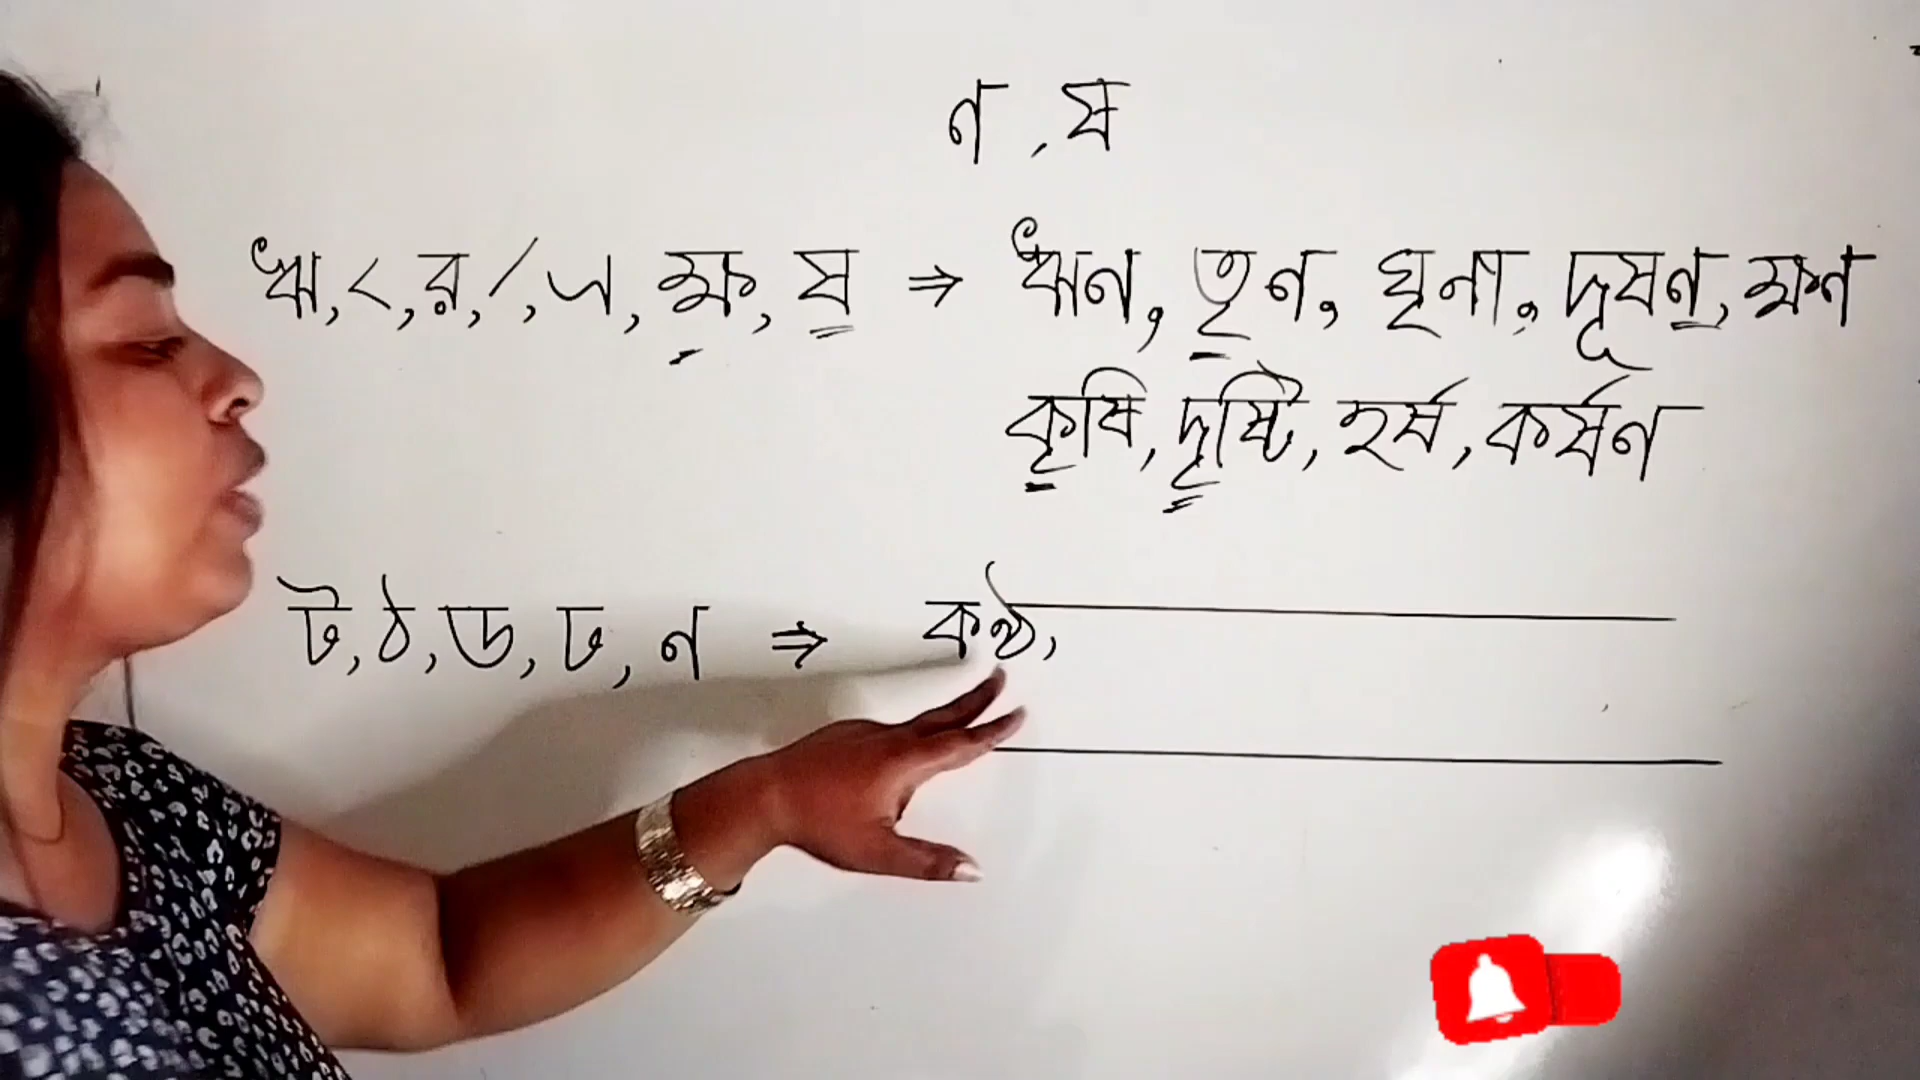 ণ, ষ
ঋ, ৃ, র, /, ্র, ক্ষ, ষ ⇒ ঋণ, তৃণ, ঘৃনা, দূষণ, ক্ষণ
কৃষি, দৃষ্টি, হর্ষ, কর্ষণ
ট, ঠ, ড, ঢ, ণ ⇒ কণ্ঠ,